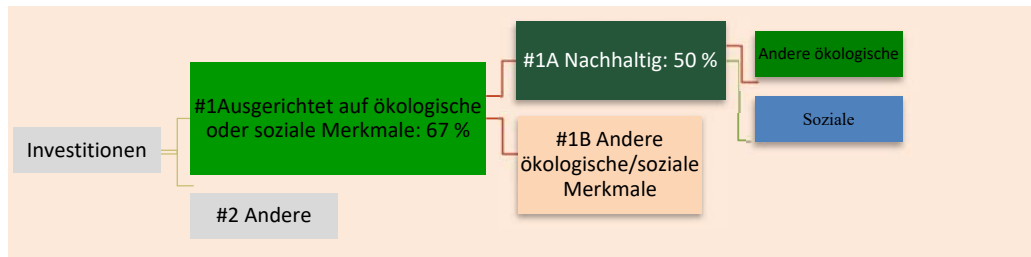 Investitionen
#1Ausgerichtet auf ökologische
oder soziale Merkmale: 67 %
#2 Andere
#1A Nachhaltig: 50 %
#1B Andere
ökologische/soziale
Merkmale
Andere ökologische
Soziale